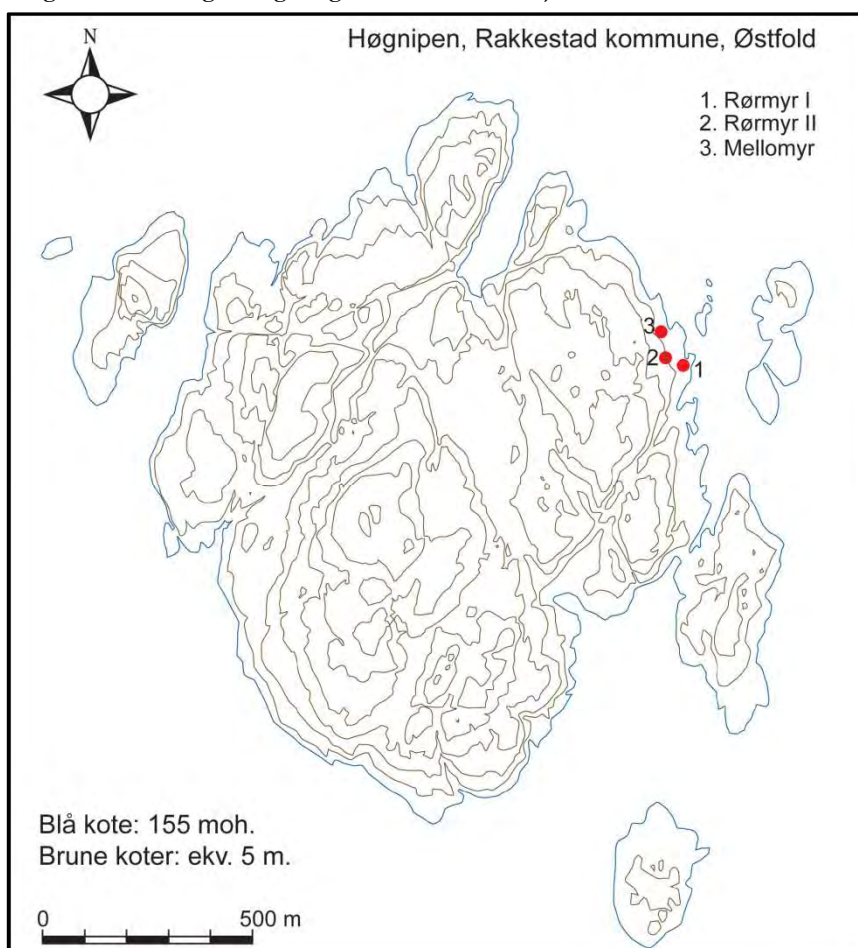 N
Høgnipen, Rakkestad kommune, Østfold
1. Rørmyr I
2. Rørmyr II
3. Mellomyr
3
2
1
Blå kote: 155 moh.
Brune koter: ekv. 5 m.
0 500 m